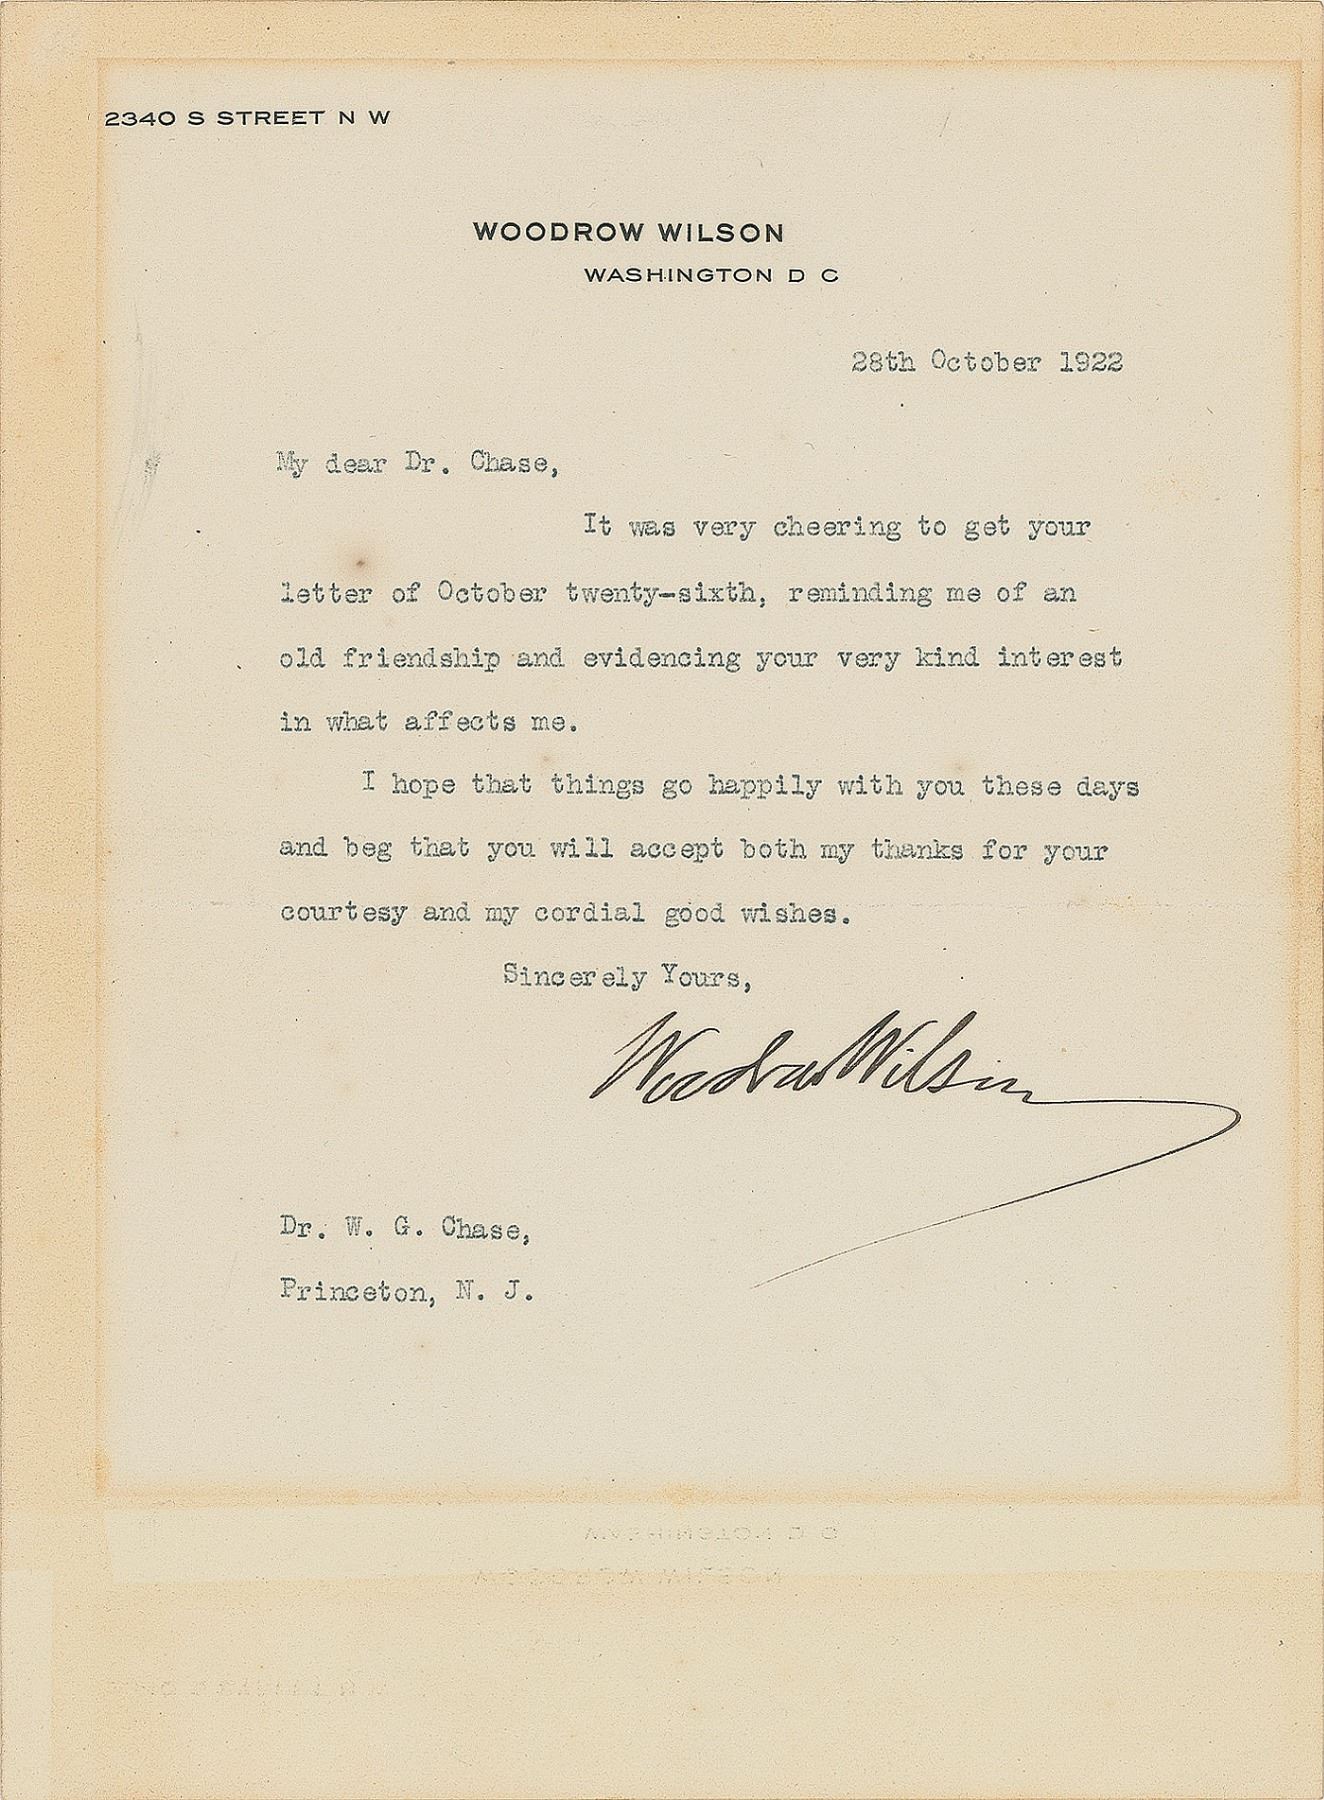 2340 S STREET N W
WOODROW WILSON
WASHINGTON D C
28th October 1922
My dear Dr. Chase,
It was very cheering to get your
letter of October twenty-sixth, reminding me of an
old friendship and evidencing your very kind interest
in what affects me.
I hope that things go happily with you these days
and beg that you will accept both my thanks for your
courtesy and my cordial good wishes.
Sincerely Yours,
Woodrow Wilson
Dr. W. G. Chase,
Princeton, N. J.